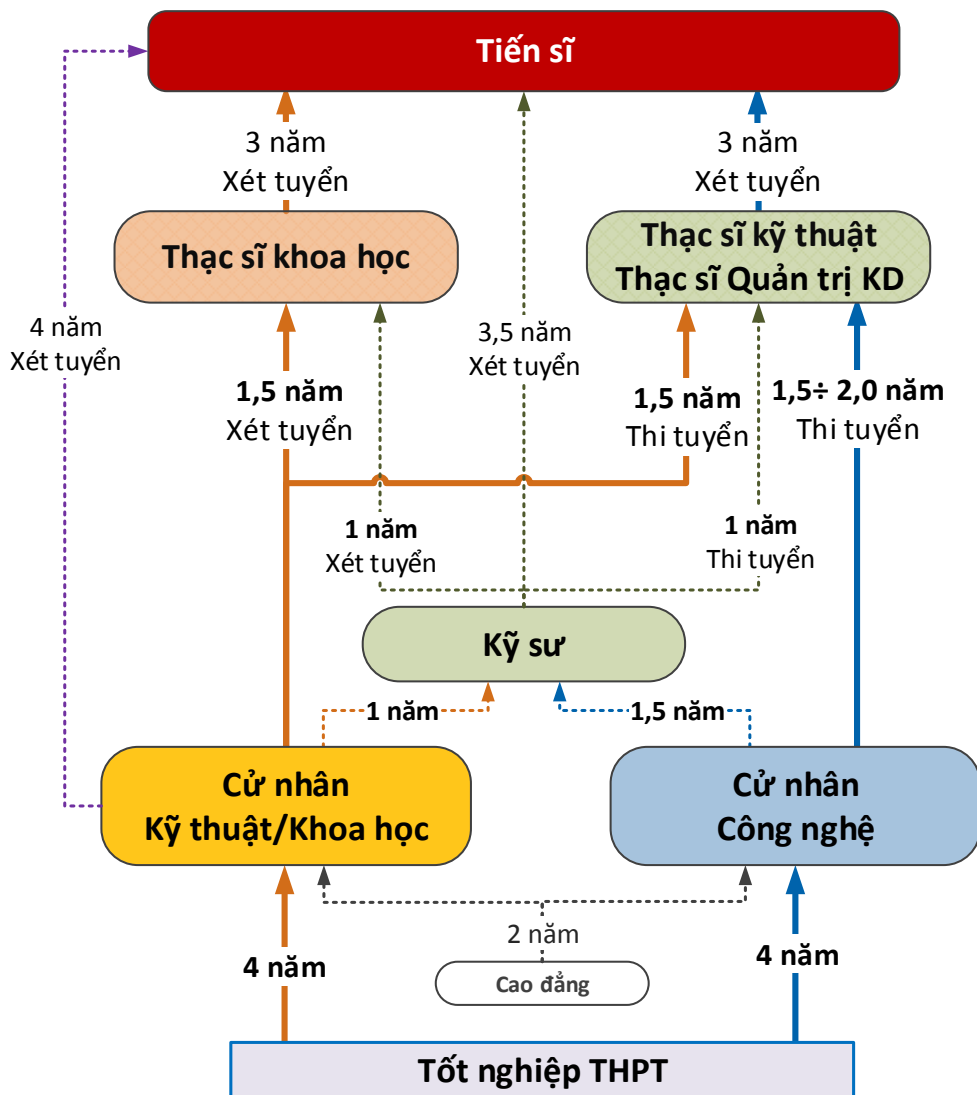 Tiến sĩ
3 năm
Xét tuyển
3 năm
Xét tuyển
Thạc sĩ khoa học
Thạc sĩ kỹ thuật
Thạc sĩ Quản trị KD
4 năm
Xét tuyển
3,5 năm
Xét tuyển
1,5 năm
Xét tuyển
1,5 năm
Thi tuyển
1,5÷ 2,0 năm
Thi tuyển
1 năm
Xét tuyển
1 năm
Thi tuyển
Kỹ sư
1 năm
1,5 năm
Cử nhân
Kỹ thuật/Khoa học
Cử nhân
Công nghệ
2 năm
4 năm
4 năm
Cao đẳng
Tốt nghiệp THPT